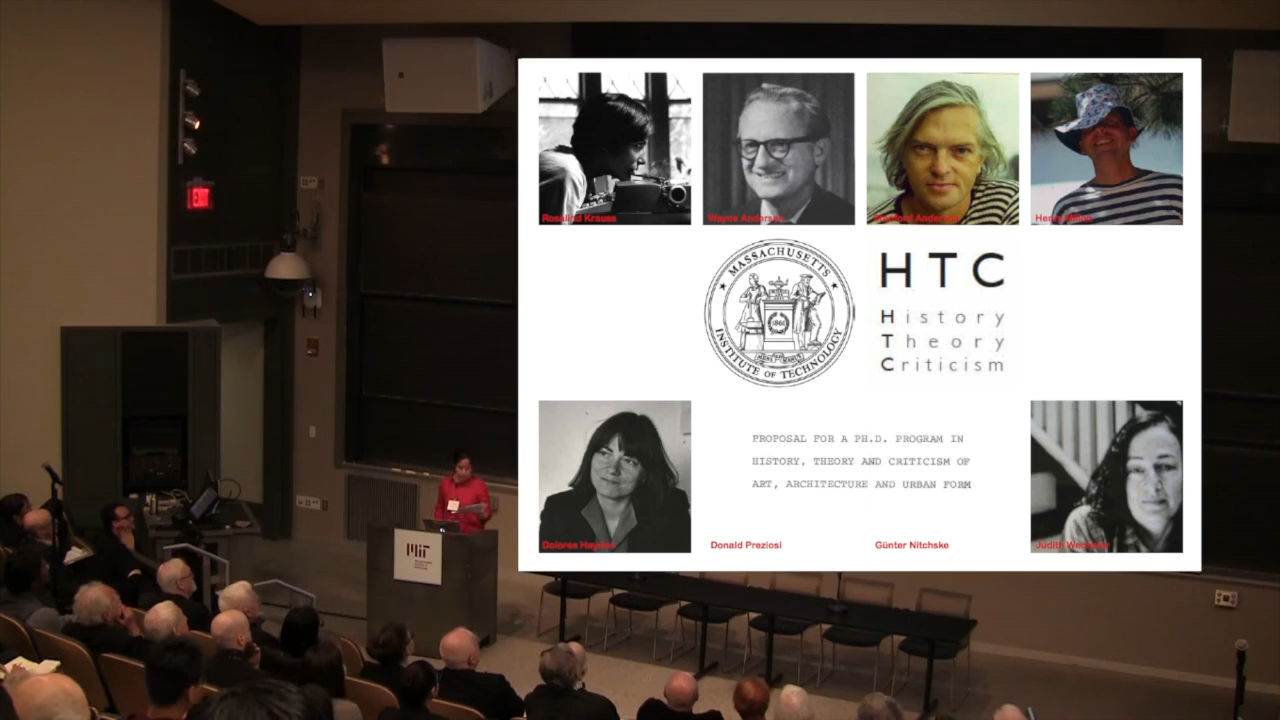 EXIT
Rosalind Krauss
Wayne Andersen
Stanford Anderson
Henry Millon
MASSACHUSETTS
INSTITUTE OF TECHNOLOGY
1861
HTC
History
Theory
Criticism
PROPOSAL FOR A PH.D. PROGRAM IN
HISTORY, THEORY AND CRITICISM OF
ART, ARCHITECTURE AND URBAN FORM
Dolores Hayden
Donald Preziosi
Günter Nitchske
Judith Wechsler
MIT